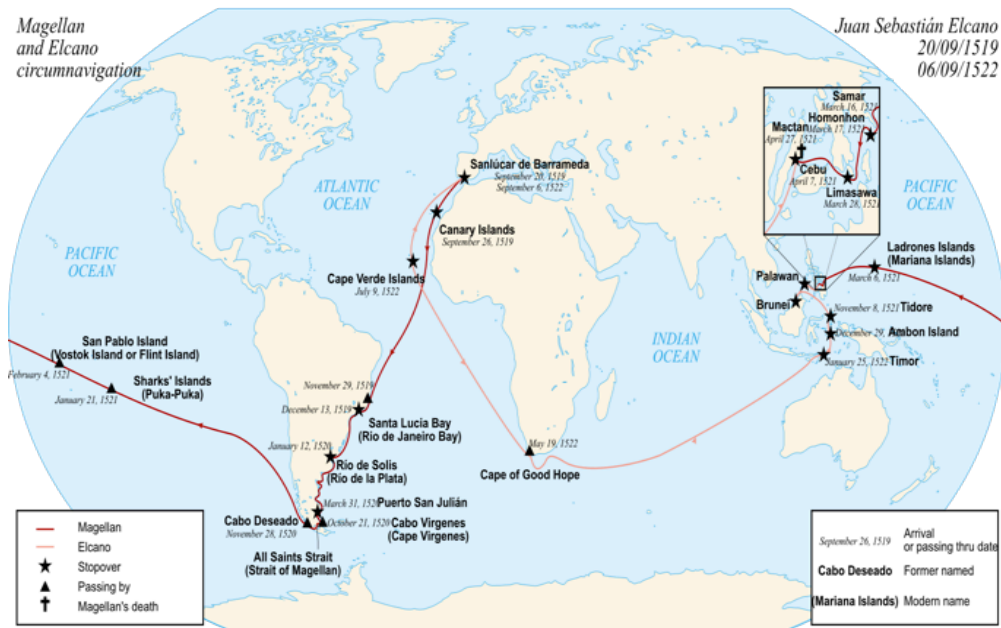 Magellan
and Elcano
circumnavigation
Juan Sebastián Elcano
20/09/1519
06/09/1522
Samar
March 16, 1521
Homonhon
March 17, 1521
Mactan
April 27, 1521
Cebu
April 7, 1521
Limasawa
March 28, 1521
Sanlúcar de Barrameda
September 20, 1519
September 6, 1522
ATLANTIC
OCEAN
PACIFIC
OCEAN
Canary Islands
September 26, 1519
PACIFIC
OCEAN
Ladrones Islands
(Mariana Islands)
March 6, 1521
Cape Verde Islands
July 9, 1522
Palawan
Brunei
November 8, 1521 Tidore
December 29, Ambon Island
January 25, 1522 Timor
INDIAN
OCEAN
San Pablo Island
(Vostok Island or Flint Island)
February 4, 1521
Sharks' Islands
(Puka-Puka)
January 21, 1521
November 29, 1519
December 13, 1519
Santa Lucia Bay
(Rio de Janeiro Bay)
January 12, 1520
Río de Solis
(Río de la Plata)
May 19, 1522
Cape of Good Hope
March 31, 1520 Puerto San Julián
Cabo Deseado
November 28, 1520
October 21, 1520 Cabo Virgenes
(Cape Virgenes)
All Saints Strait
(Strait of Magellan)
Magellan
Elcano
Stopover
Passing by
Magellan's death
September 26, 1519 Arrival
or passing thru date
Cabo Deseado Former named
(Mariana Islands) Modern name